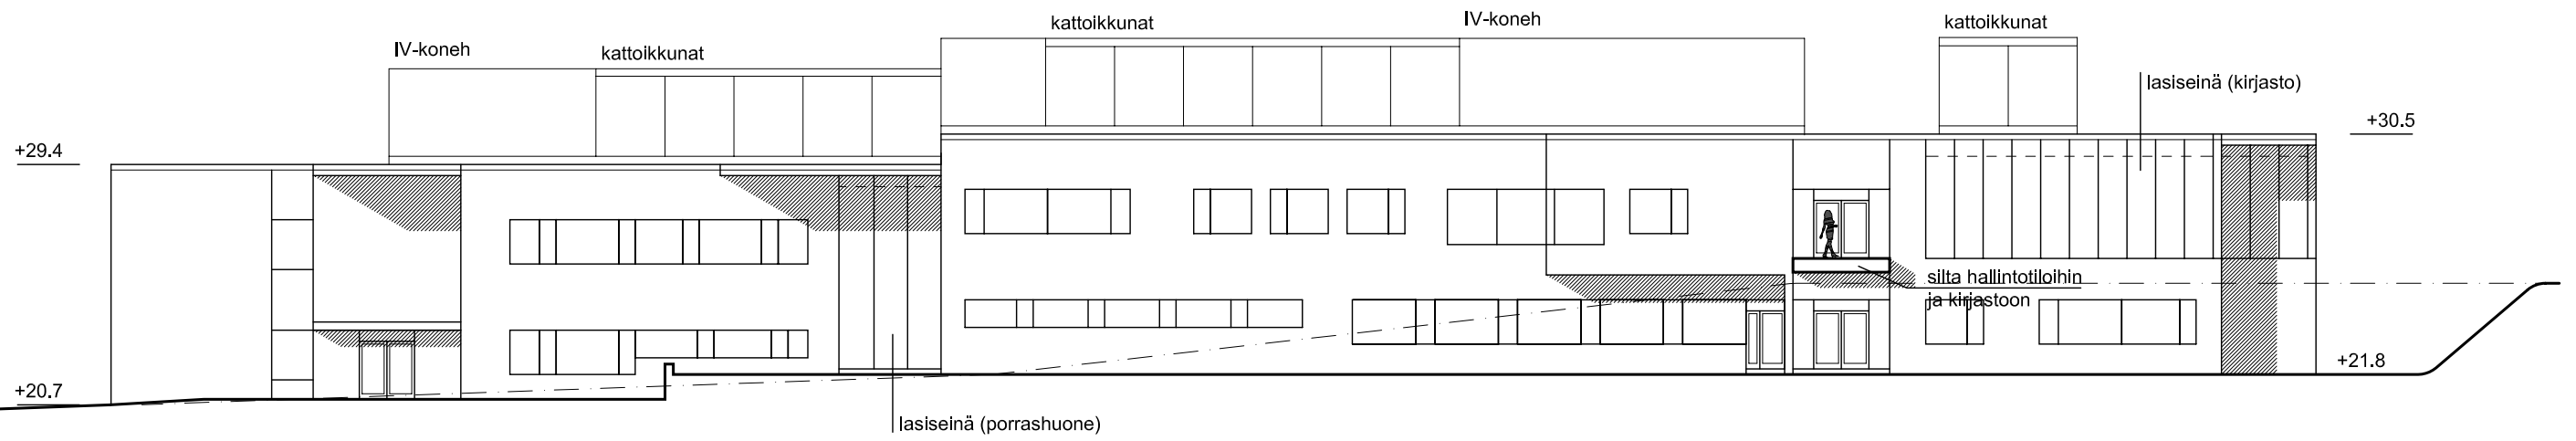 IV-koneh
kattoikkunat
kattoikkunat
IV-koneh
kattoikkunat
lasiseinä (kirjasto)
+29.4
+30.5
silta hallintotiloihin
ja kirjastoon
+20.7
+21.8
lasiseinä (porrashuone)